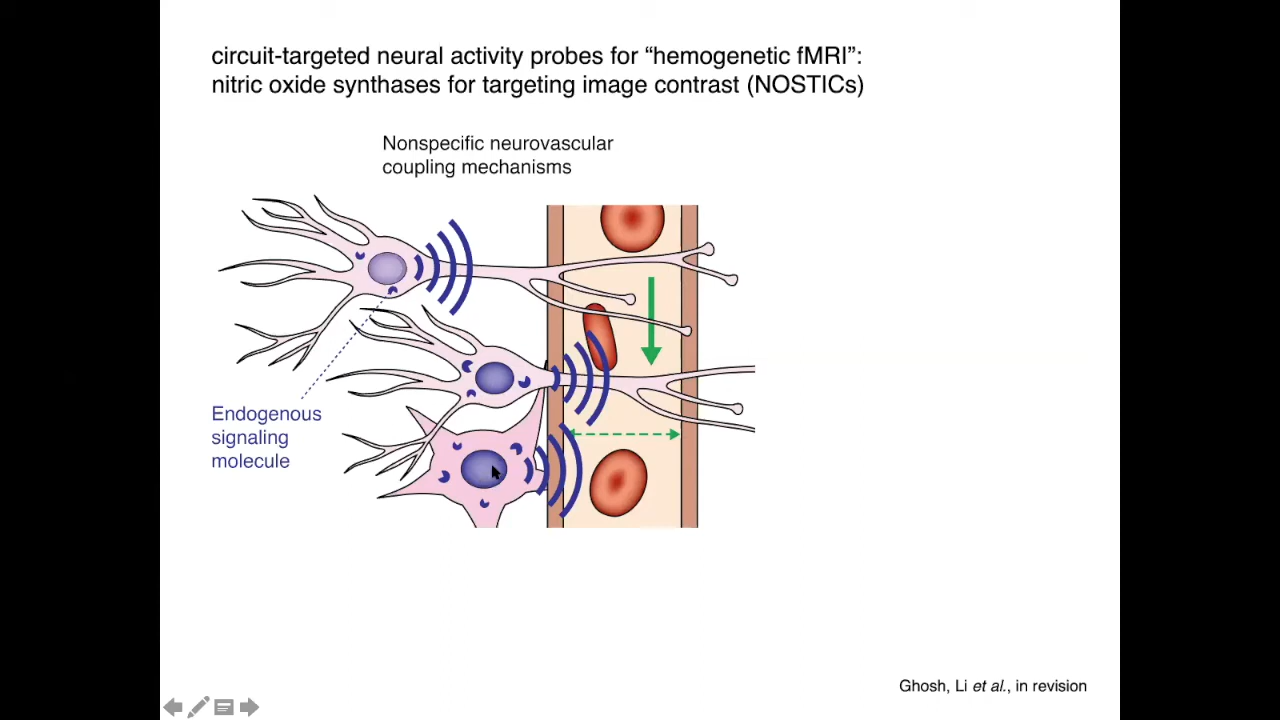 circuit-targeted neural activity probes for “hemogenetic fMRI”:
nitric oxide synthases for targeting image contrast (NOSTICs)
Nonspecific neurovascular
coupling mechanisms
Endogenous
signaling
molecule
Ghosh, Li et al., in revision